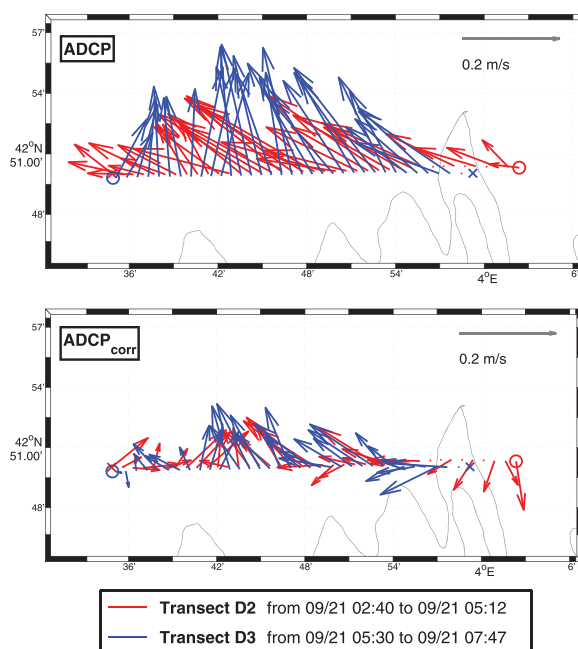 57'
ADCP
0.2 m/s
54'
42°N
51.00'
48'
36'
42'
48'
54'
4°E
6'
57'
ADCPcorr
0.2 m/s
54'
42°N
51.00'
48'
36'
42'
48'
54'
4°E
6'
Transect D2 from 09/21 02:40 to 09/21 05:12
Transect D3 from 09/21 05:30 to 09/21 07:47